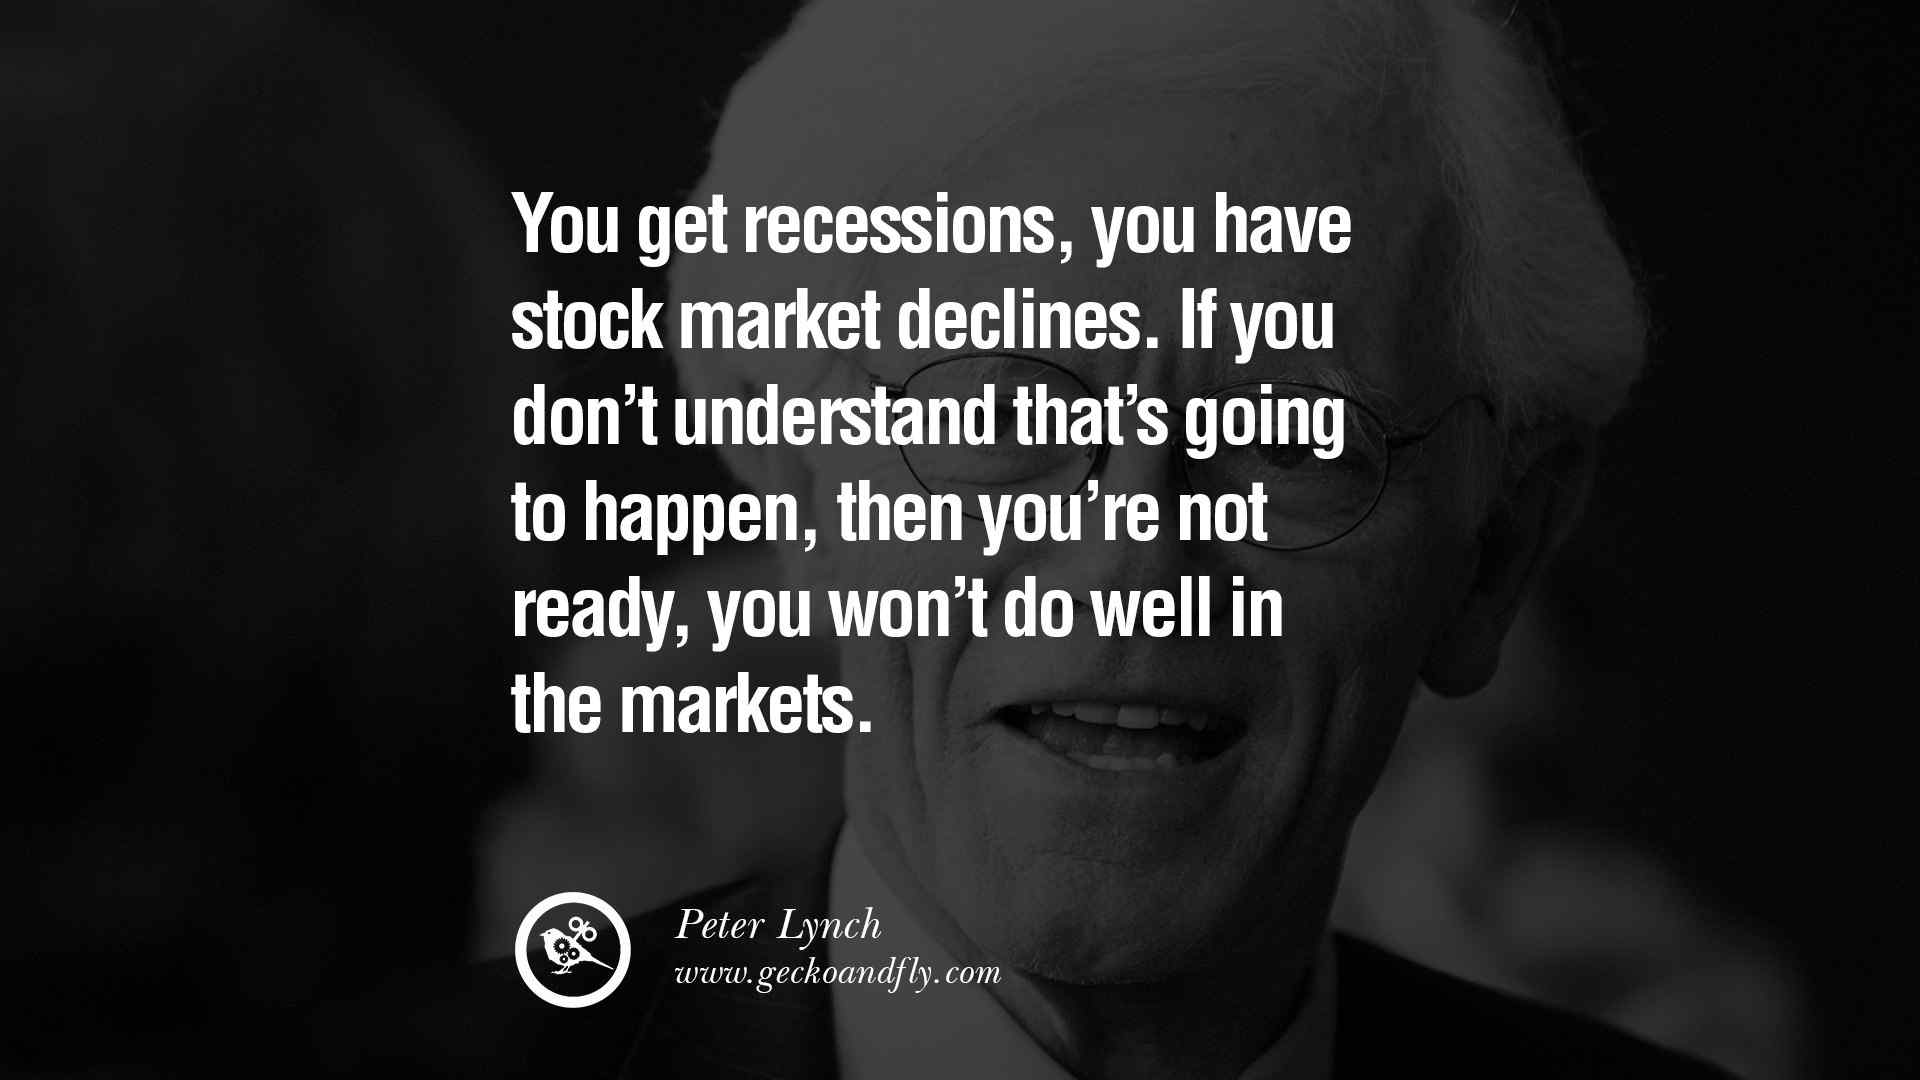 You get recessions, you have
stock market declines. If you
don’t understand that’s going
to happen, then you’re not
ready, you won’t do well in
the markets.
Peter Lynch
www.geckoandfly.com